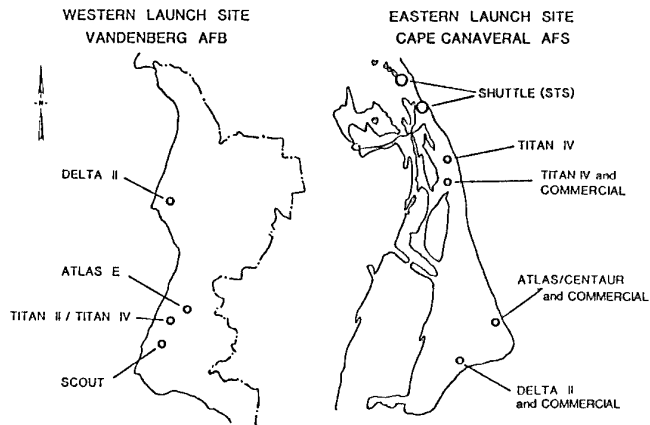 WESTERN LAUNCH SITE
VANDENBERG AFB
DELTA II
ATLAS E
TITAN II / TITAN IV
SCOUT
EASTERN LAUNCH SITE
CAPE CANAVERAL AFS
SHUTTLE (STS)
TITAN IV
TITAN IV and
COMMERCIAL
ATLAS/CENTAUR
and COMMERCIAL
DELTA II
and COMMERCIAL